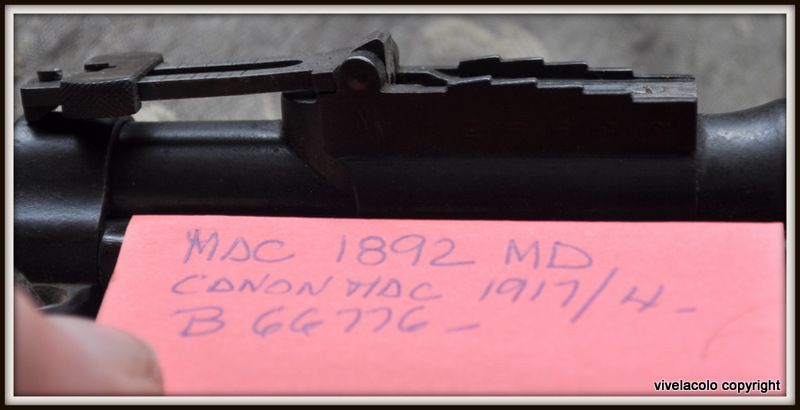 MAC 1892 MD
CANON MAC 1917/4-
B 66776-
vivelacolo copyright